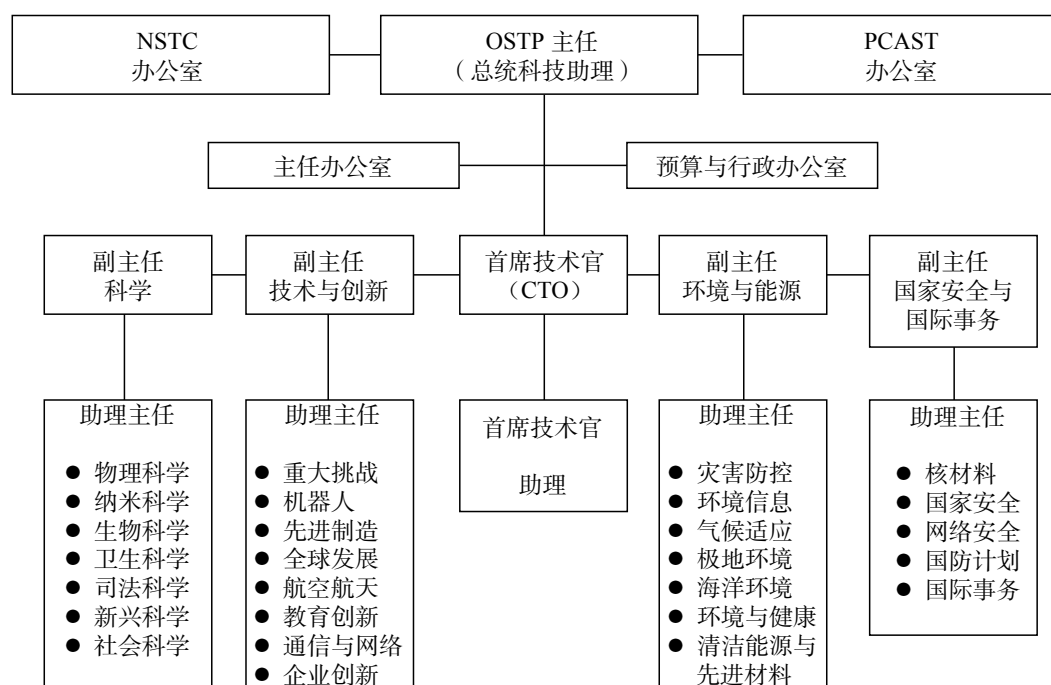 NSTC
办公室
OSTP 主任
（总统科技助理）
PCAST
办公室
主任办公室
预算与行政办公室
副主任
科学
副主任
技术与创新
首席技术官
（CTO）
副主任
环境与能源
副主任
国家安全与
国际事务
助理主任
● 物理科学
● 纳米科学
● 生物科学
● 卫生科学
● 司法科学
● 新兴科学
● 社会科学
助理主任
● 重大挑战
● 机器人
● 先进制造
● 全球发展
● 航空航天
● 教育创新
● 通信与网络
● 企业创新
首席技术官
助理
助理主任
● 灾害防控
● 环境信息
● 气候适应
● 极地环境
● 海洋环境
● 环境与健康
● 清洁能源与
先进材料
助理主任
● 核材料
● 国家安全
● 网络安全
● 国防计划
● 国际事务